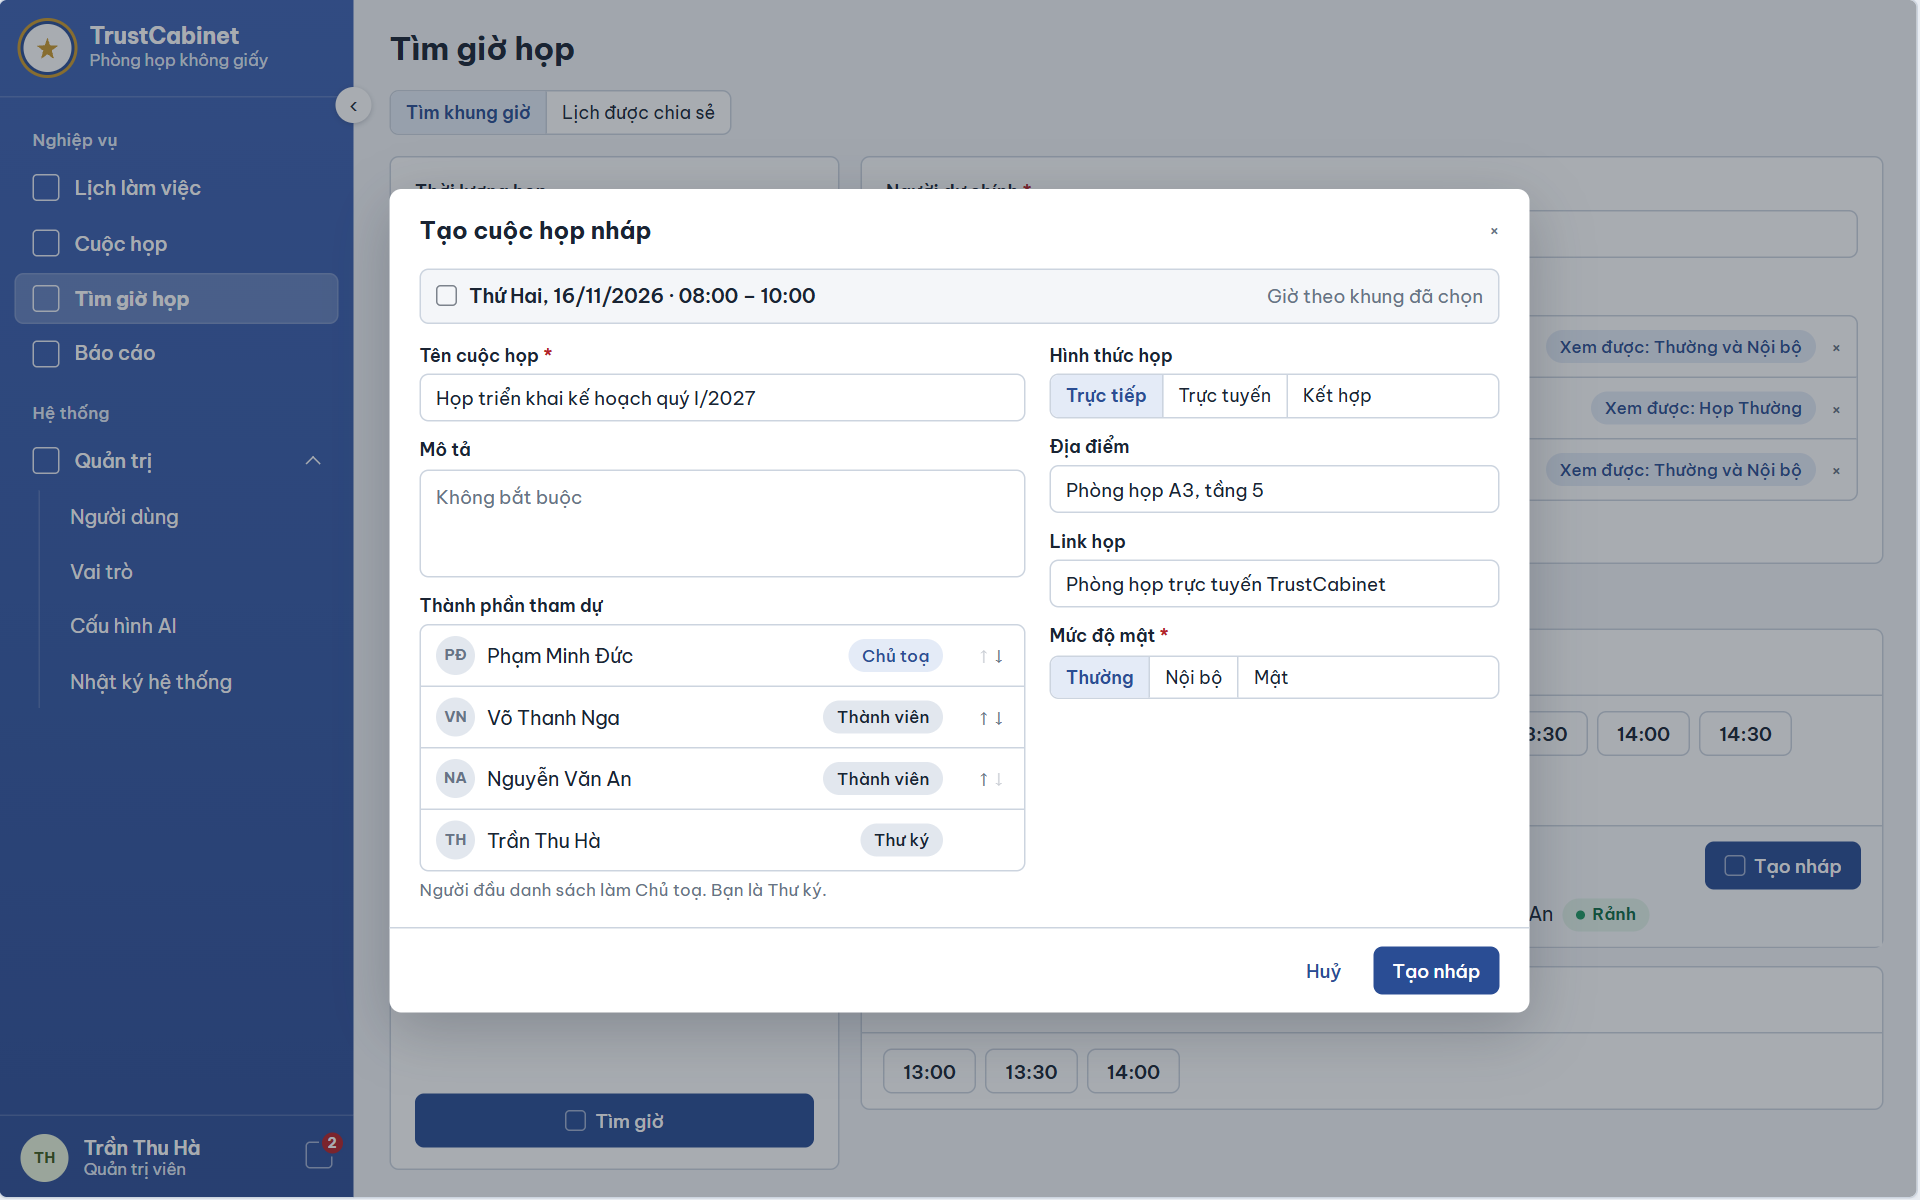 TrustCabinet
Phòng họp không giấy
Nghiệp vụ
Lịch làm việc
Cuộc họp
Tìm giờ họp
Báo cáo
Hệ thống
Quản trị
Người dùng
Vai trò
Cấu hình AI
Nhật ký hệ thống
TH
Trần Thu Hà
Quản trị viên
2
Tìm giờ họp
Tìm khung giờ
Lịch được chia sẻ
Tạo cuộc họp nháp
×
Thứ Hai, 16/11/2026 · 08:00 – 10:00
Giờ theo khung đã chọn
Tên cuộc họp *
Họp triển khai kế hoạch quý I/2027
Mô tả
Không bắt buộc
Thành phần tham dự
PĐ Phạm Minh Đức Chủ toạ ↑ ↓
VN Võ Thanh Nga Thành viên ↑ ↓
NA Nguyễn Văn An Thành viên ↑ ↓
TH Trần Thu Hà Thư ký
Người đầu danh sách làm Chủ toạ. Bạn là Thư ký.
Hình thức họp
Trực tiếp Trực tuyến Kết hợp
Địa điểm
Phòng họp A3, tầng 5
Link họp
Phòng họp trực tuyến TrustCabinet
Mức độ mật *
Thường Nội bộ Mật
Huỷ
Tạo nháp
Xem được: Thường và Nội bộ ×
Xem được: Họp Thường ×
Xem được: Thường và Nội bộ ×
14:00 14:30
Tạo nháp
An Rảnh
13:00 13:30 14:00
Tìm giờ